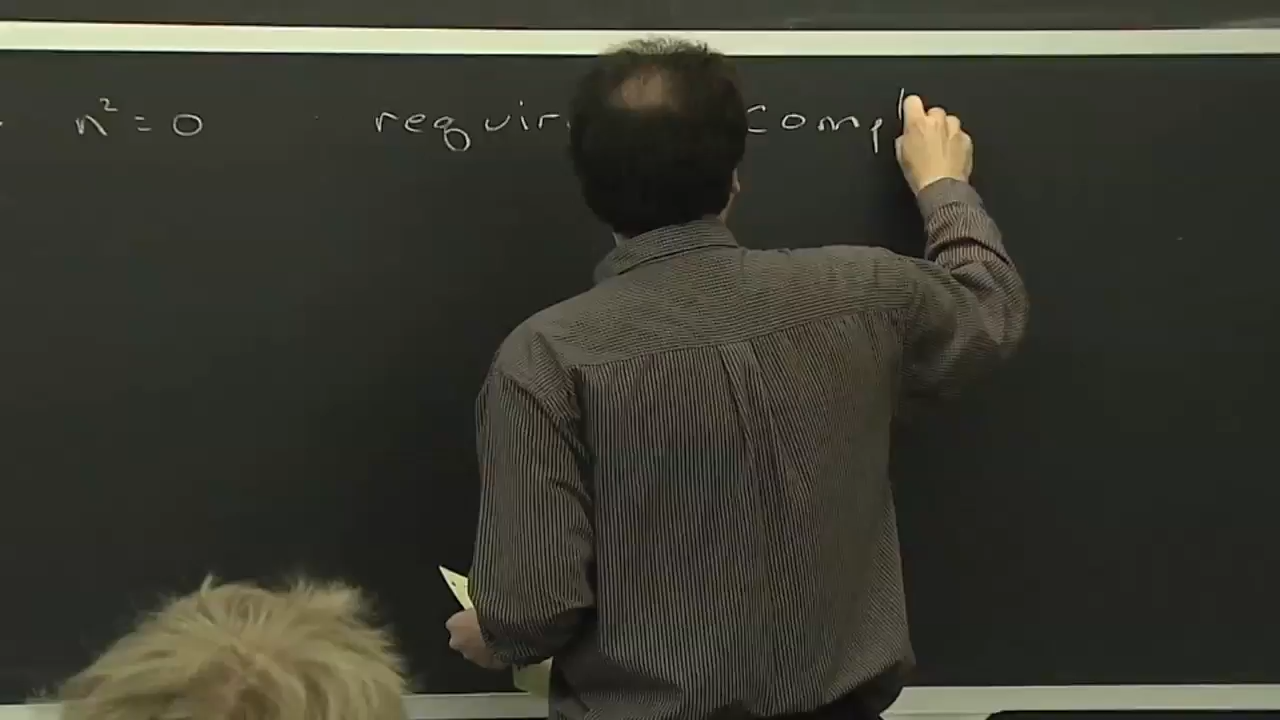 n² = 0 requir compl